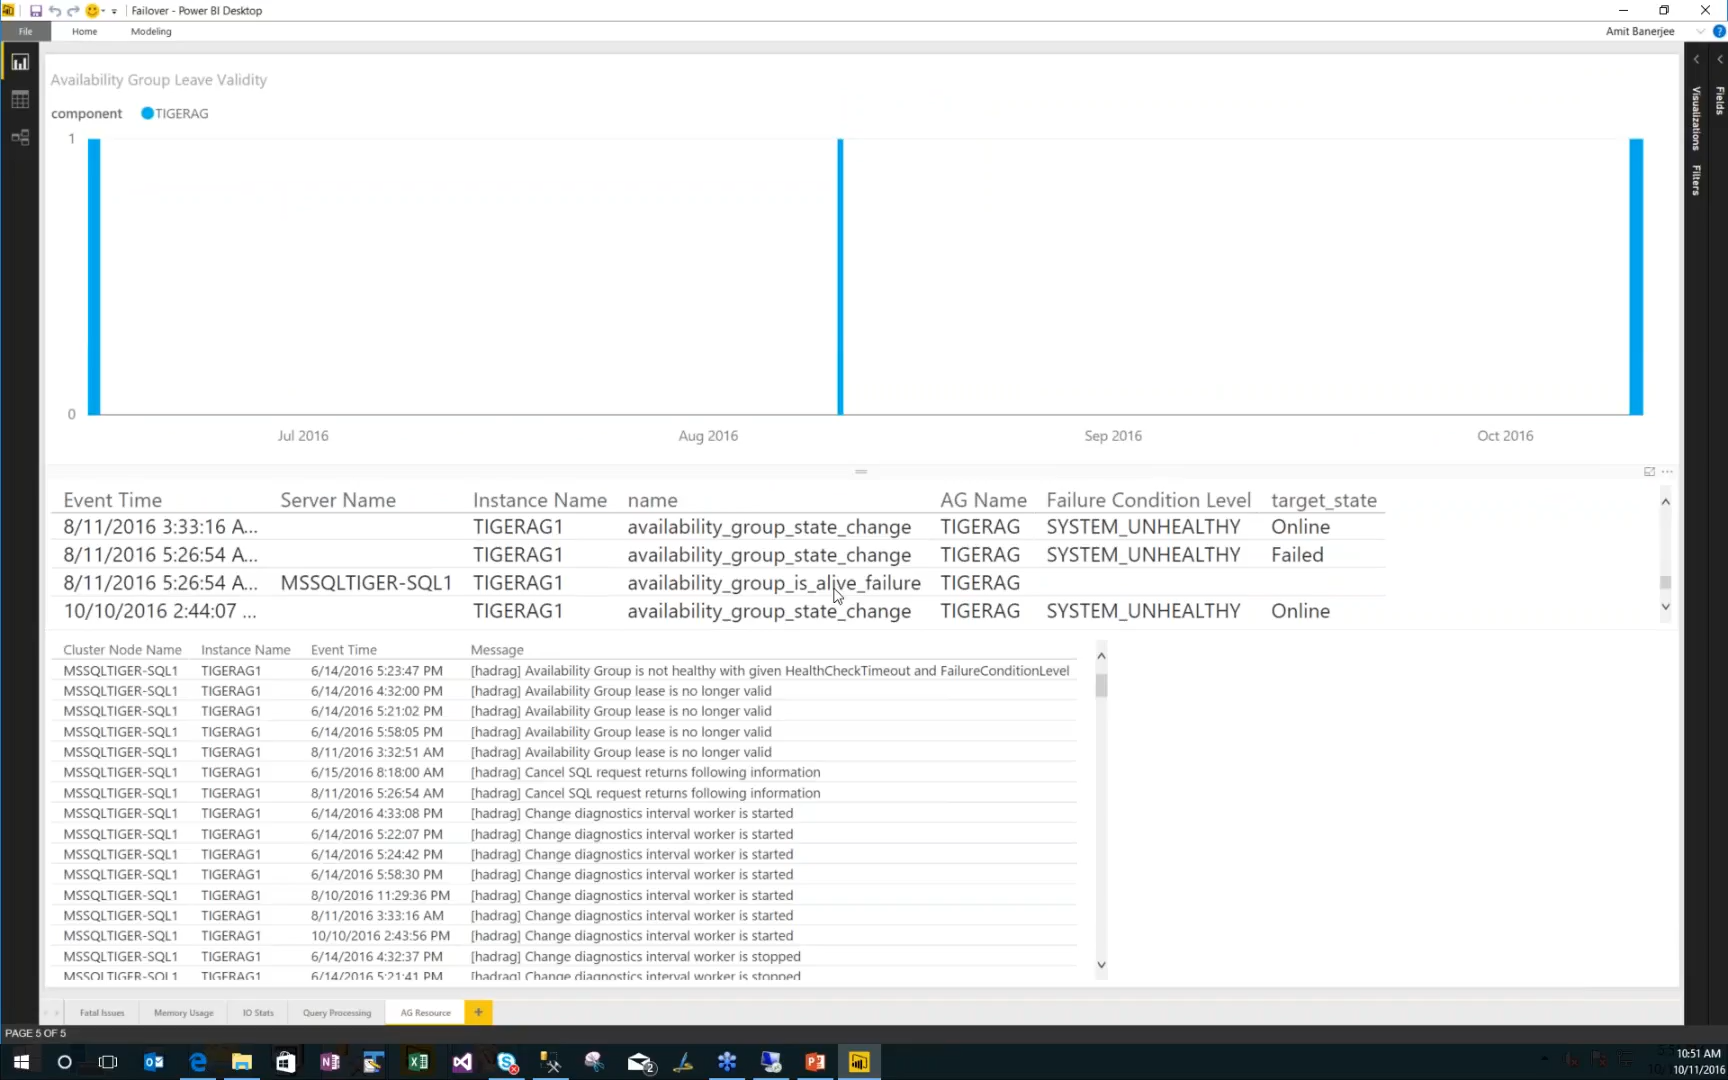 Failover - Power BI Desktop
File Home Modeling Amit Banerjee
Availability Group Leave Validity
component TIGERAG
1
0
Jul 2016 Aug 2016 Sep 2016 Oct 2016
Visualizations
Filters
Fields
Event Time Server Name Instance Name name AG Name Failure Condition Level target_state
8/11/2016 3:33:16 A... TIGERAG1 availability_group_state_change TIGERAG SYSTEM_UNHEALTHY Online
8/11/2016 5:26:54 A... TIGERAG1 availability_group_state_change TIGERAG SYSTEM_UNHEALTHY Failed
8/11/2016 5:26:54 A... MSSQLTIGER-SQL1 TIGERAG1 availability_group_is_alive_failure TIGERAG
10/10/2016 2:44:07 ... TIGERAG1 availability_group_state_change TIGERAG SYSTEM_UNHEALTHY Online
Cluster Node Name Instance Name Event Time Message
MSSQLTIGER-SQL1 TIGERAG1 6/14/2016 5:23:47 PM [hadrag] Availability Group is not healthy with given HealthCheckTimeout and FailureConditionLevel
MSSQLTIGER-SQL1 TIGERAG1 6/14/2016 4:32:00 PM [hadrag] Availability Group lease is no longer valid
MSSQLTIGER-SQL1 TIGERAG1 6/14/2016 5:21:02 PM [hadrag] Availability Group lease is no longer valid
MSSQLTIGER-SQL1 TIGERAG1 6/14/2016 5:58:05 PM [hadrag] Availability Group lease is no longer valid
MSSQLTIGER-SQL1 TIGERAG1 8/11/2016 3:32:51 AM [hadrag] Availability Group lease is no longer valid
MSSQLTIGER-SQL1 TIGERAG1 6/15/2016 8:18:00 AM [hadrag] Cancel SQL request returns following information
MSSQLTIGER-SQL1 TIGERAG1 8/11/2016 5:26:54 AM [hadrag] Cancel SQL request returns following information
MSSQLTIGER-SQL1 TIGERAG1 6/14/2016 4:33:08 PM [hadrag] Change diagnostics interval worker is started
MSSQLTIGER-SQL1 TIGERAG1 6/14/2016 5:22:07 PM [hadrag] Change diagnostics interval worker is started
MSSQLTIGER-SQL1 TIGERAG1 6/14/2016 5:24:42 PM [hadrag] Change diagnostics interval worker is started
MSSQLTIGER-SQL1 TIGERAG1 6/14/2016 5:58:30 PM [hadrag] Change diagnostics interval worker is started
MSSQLTIGER-SQL1 TIGERAG1 8/10/2016 11:29:36 PM [hadrag] Change diagnostics interval worker is started
MSSQLTIGER-SQL1 TIGERAG1 8/11/2016 3:33:16 AM [hadrag] Change diagnostics interval worker is started
MSSQLTIGER-SQL1 TIGERAG1 10/10/2016 2:43:56 PM [hadrag] Change diagnostics interval worker is started
MSSQLTIGER-SQL1 TIGERAG1 6/14/2016 4:32:37 PM [hadrag] Change diagnostics interval worker is stopped
MSSQLTIGER-SQL1 TIGERAG1 6/14/2016 5:21:41 PM [hadrag] Change diagnostics interval worker is stopped
Fatal Issues Memory Usage IO Stats Query Processing AG Resource +
PAGE 5 OF 5
10:51 AM
10/11/2016